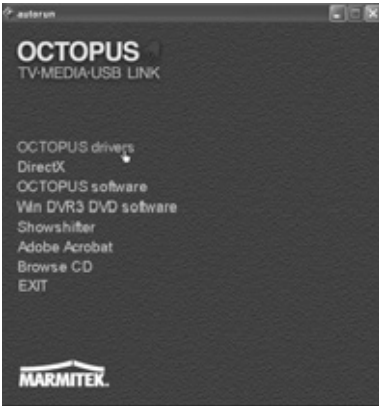 autorun
OCTOPUS
TV·MEDIA·USB LINK
OCTOPUS drivers
DirectX
OCTOPUS software
Win DVR3 DVD software
Showshifter
Adobe Acrobat
Browse CD
EXIT
MARMITEK.